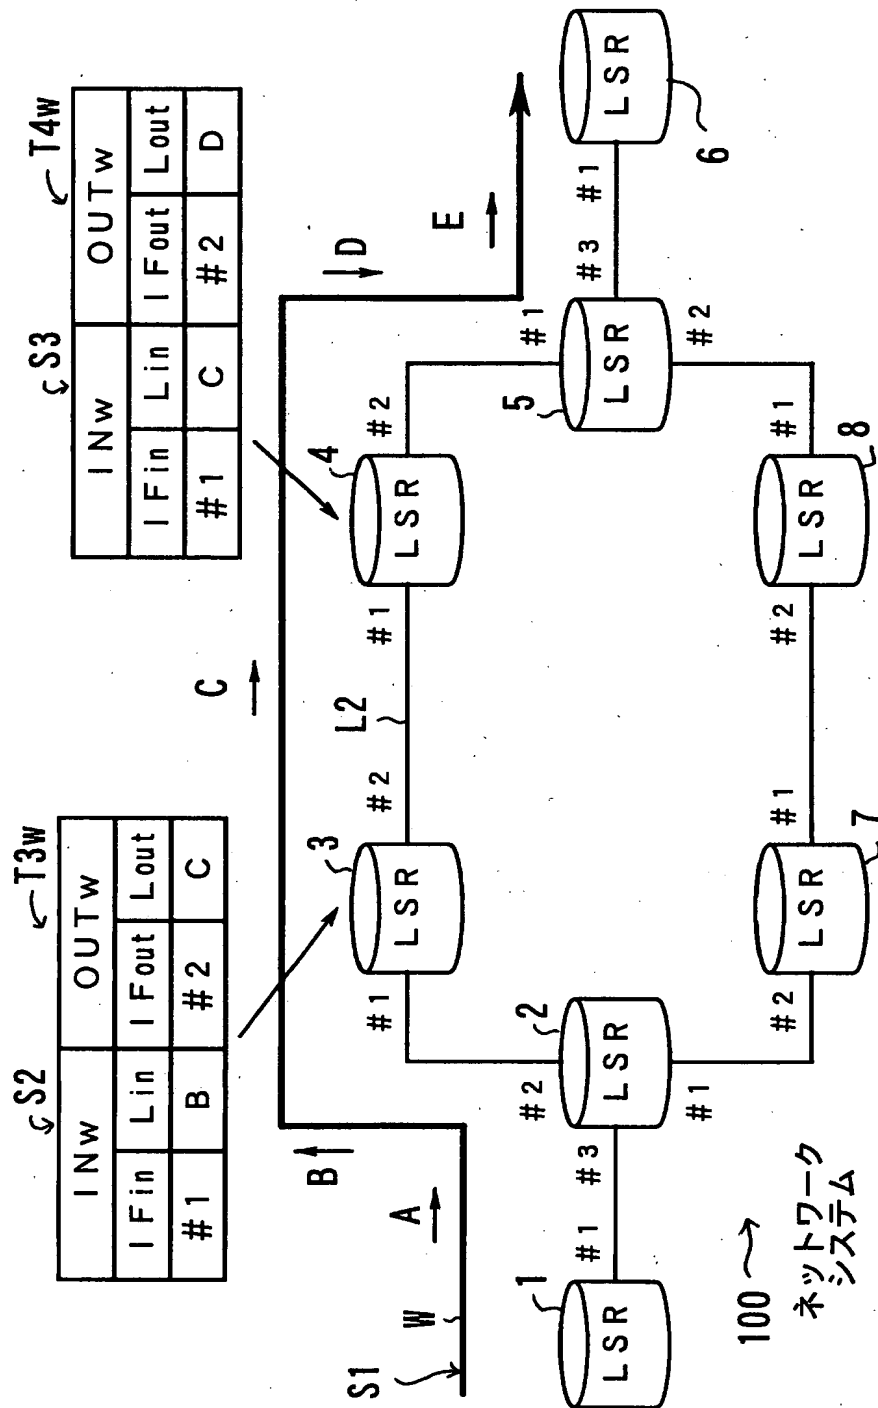 S2
T3w
INw OUTw
IFin Lin IFout Lout
#1 B #2 C
S3
T4w
INw OUTw
IFin Lin IFout Lout
#1 C #2 D
S1
W
A
B
C
D
E
1
LSR
#1
#3
2
LSR
#2
#1
3
LSR
#1
#2
L2
4
LSR
#1
#2
5
LSR
#1
#3
#2
6
LSR
#1
7
LSR
#2
#1
8
LSR
#2
#1
100
ネットワーク
システム